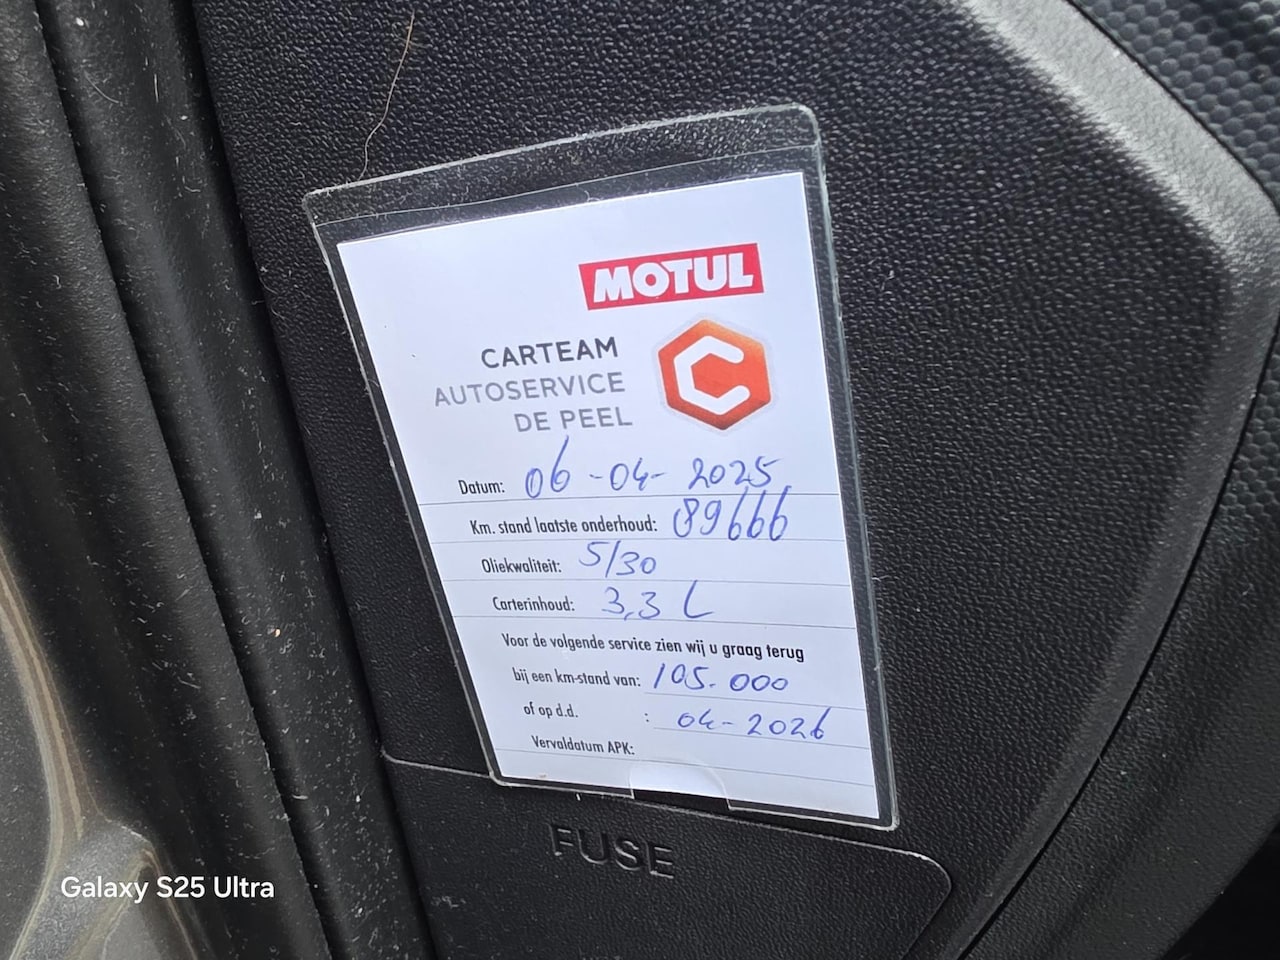 MOTUL
CARTEAM
AUTOSERVICE
DE PEEL
Datum: 06-04-2025
Km. stand laatste onderhoud: 89666
Oliekwaliteit: 5/30
Carterinhoud: 3,3 L
Voor de volgende service zien wij u graag terug
bij een km-stand van: 105.000
of op d.d. : 04-2026
Vervaldatum APK:
FUSE
Galaxy S25 Ultra